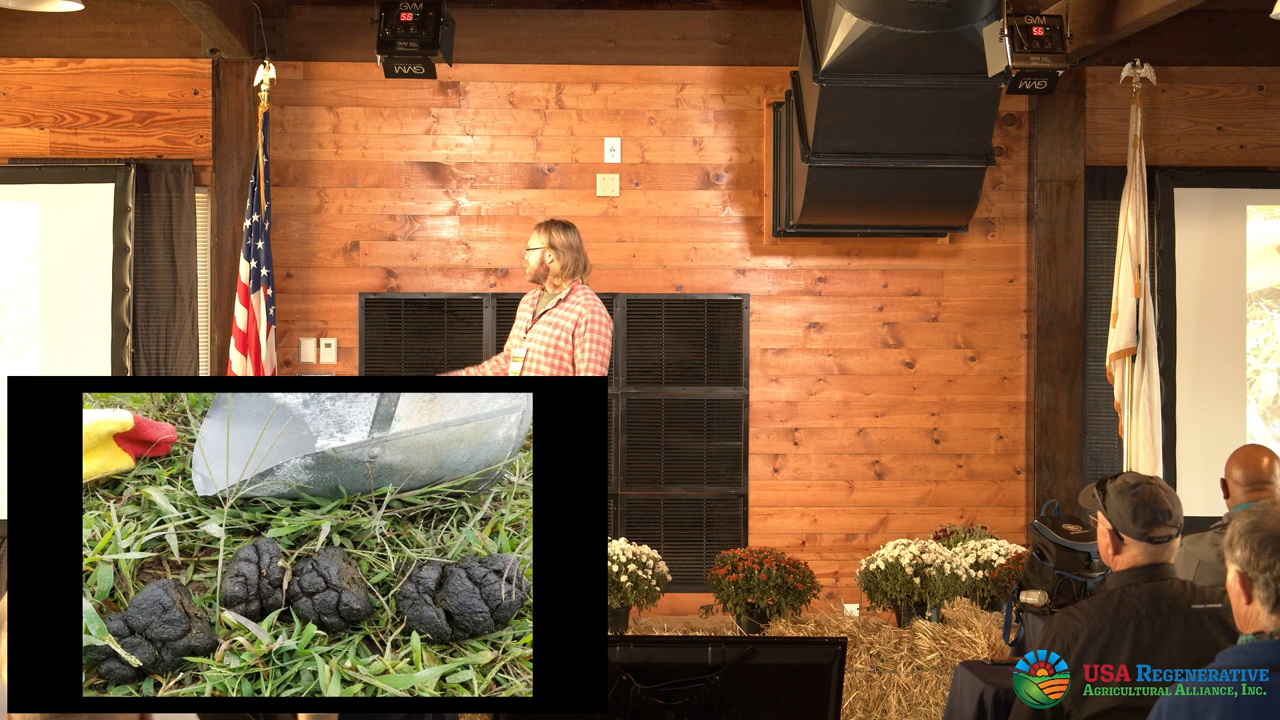 GVM
55
GVM
GVM
55
GVM
USA REGENERATIVE
AGRICULTURAL ALLIANCE, INC.